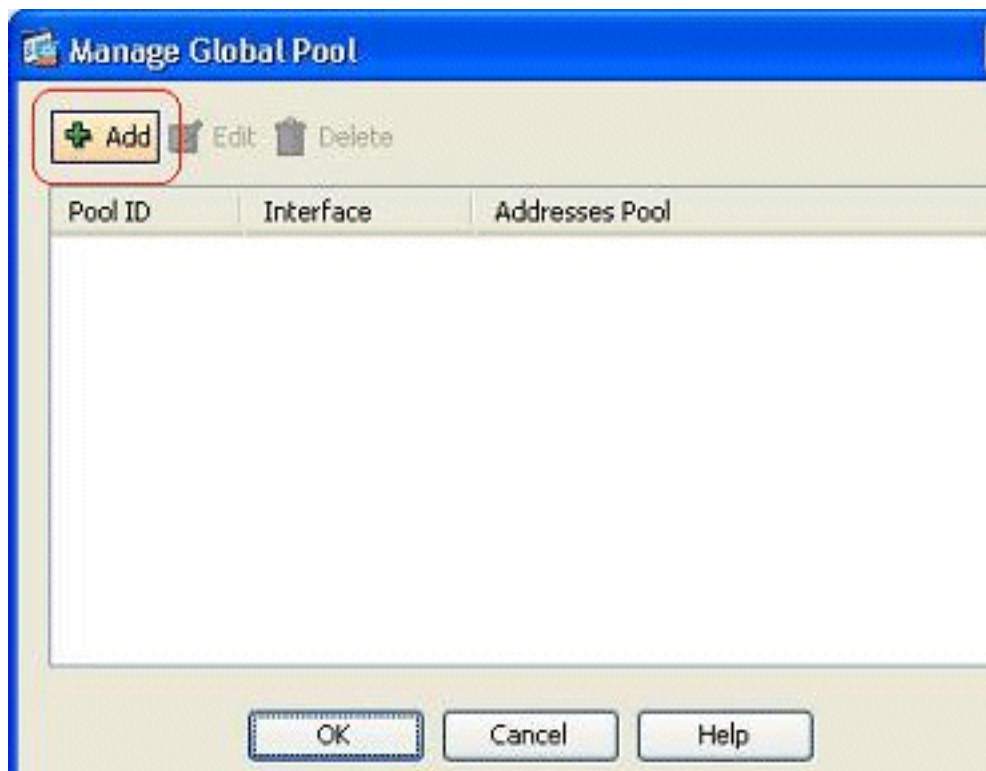 Manage Global Pool
Add Edit Delete
Pool ID Interface Addresses Pool
OK Cancel Help